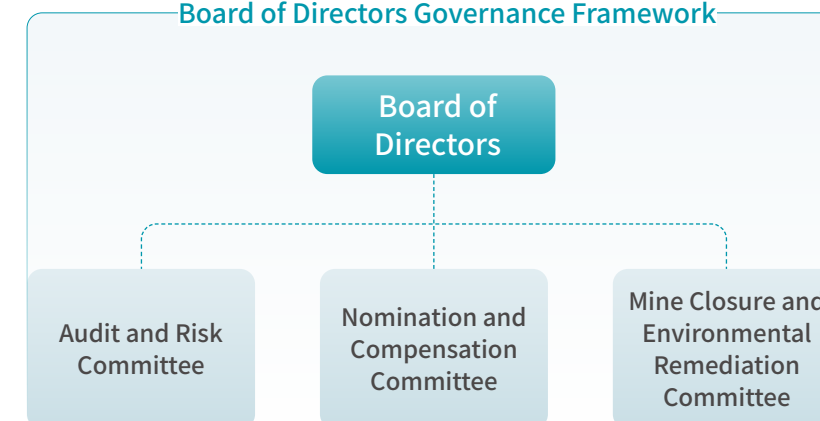 Board of Directors Governance Framework
Board of
Directors
Audit and Risk
Committee
Nomination and
Compensation
Committee
Mine Closure and
Environmental
Remediation
Committee